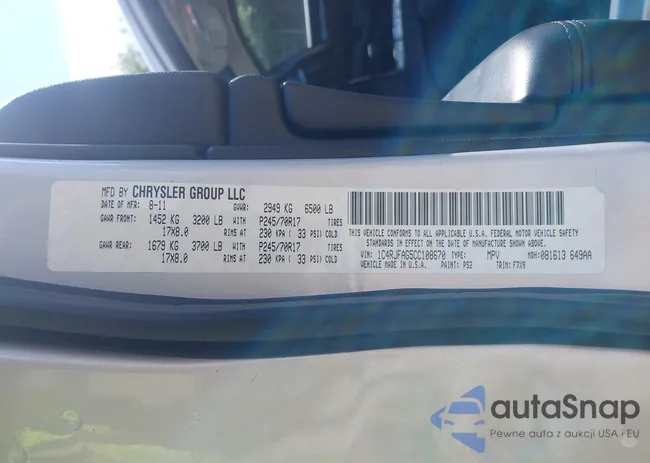 MFD BY CHRYSLER GROUP LLC
DATE OF MFR: 8-11 GVWR: 2949 KG 6500 LB
GAWR FRONT: 1452 KG 3200 LB WITH P245/70R17 TIRES
17X8.0 RIMS AT 230 KPA ( 33 PSI) COLD
GAWR REAR: 1679 KG 3700 LB WITH P245/70R17 TIRES
17X8.0 RIMS AT 230 KPA ( 33 PSI) COLD
THIS VEHICLE CONFORMS TO ALL APPLICABLE U.S.A. FEDERAL MOTOR VEHICLE SAFETY
STANDARDS IN EFFECT ON THE DATE OF MANUFACTURE SHOWN ABOVE.
VIN: 1C4RJFAG5CC108670 TYPE: MPV MDH: 081613 649AA
VEHICLE MADE IN U.S.A. PAINT: PS2 TRIM: F7X9
autaSnap
Pewne auta z aukcji USA i EU